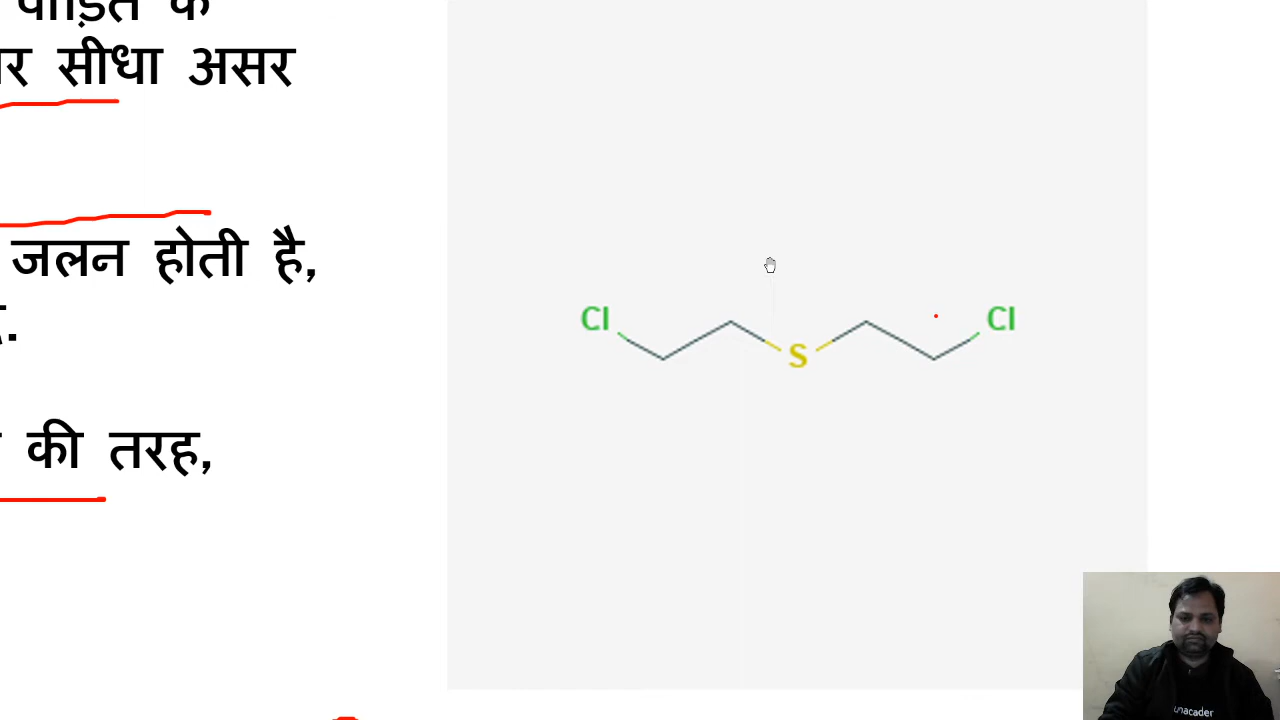 सीधा असर
जलन होती है,
की तरह,
Cl
S
Cl